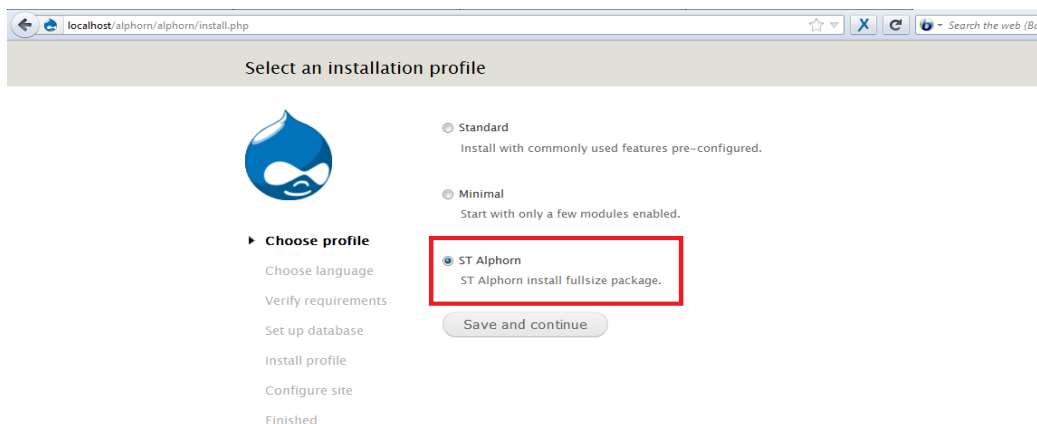 localhost/alphorn/alphorn/install.php
Search the web (Ba
Select an installation profile
Standard
Install with commonly used features pre-configured.
Minimal
Start with only a few modules enabled.
ST Alphorn
ST Alphorn install fullsize package.
Save and continue
Choose profile
Choose language
Verify requirements
Set up database
Install profile
Configure site
Finished